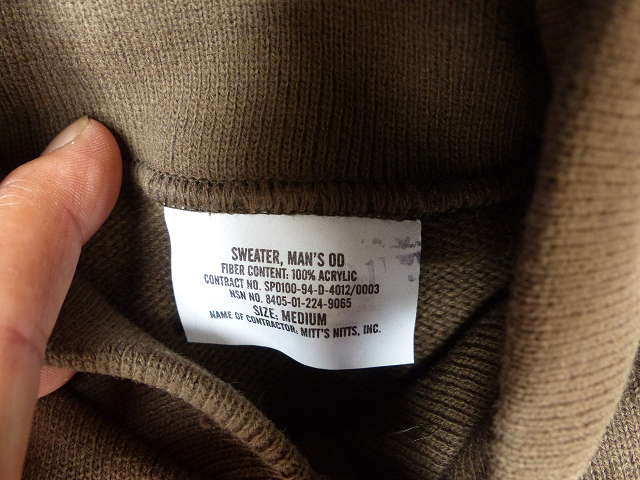 SWEATER, MAN'S OD
FIBER CONTENT: 100% ACRYLIC
CONTRACT NO. SPO100-94-D-4012/0003
NSN NO. 8405-01-224-9065
SIZE: MEDIUM
NAME OF CONTRACTOR: MITT'S NITTS, INC.